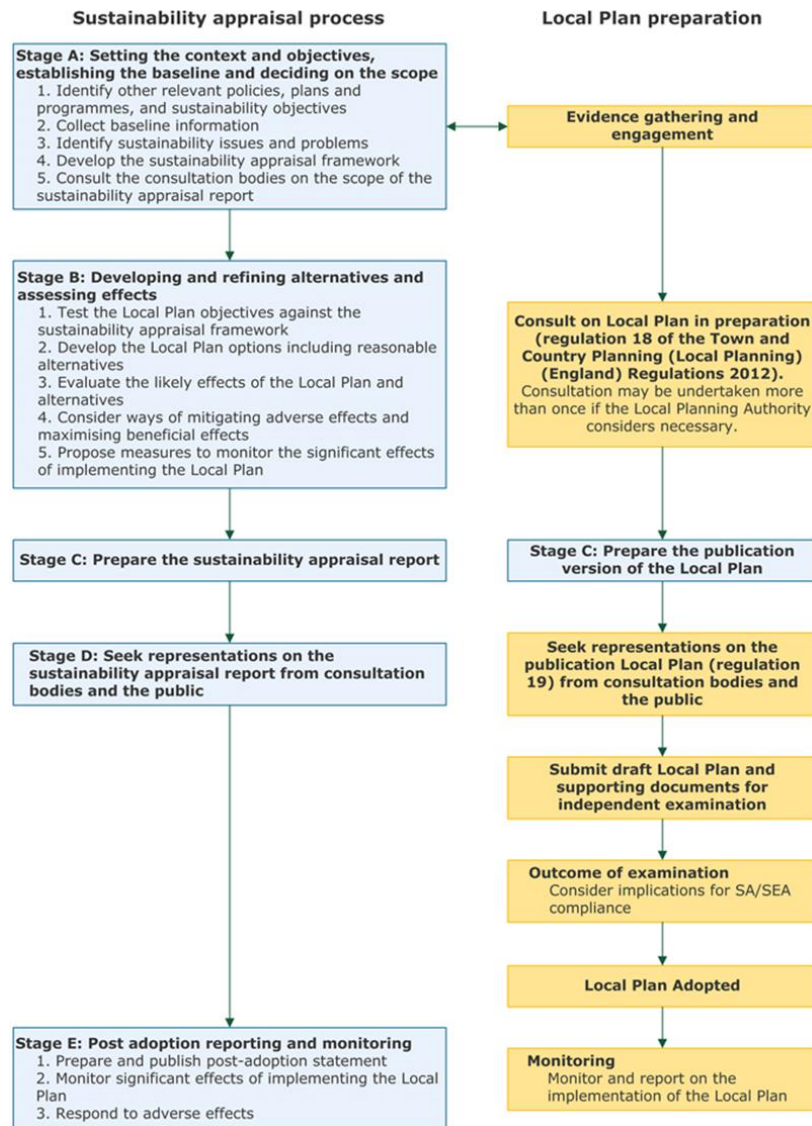 Sustainability appraisal process
Stage A: Setting the context and objectives,
establishing the baseline and deciding on the scope
1. Identify other relevant policies, plans and
programmes, and sustainability objectives
2. Collect baseline information
3. Identify sustainability issues and problems
4. Develop the sustainability appraisal framework
5. Consult the consultation bodies on the scope of the
sustainability appraisal report
Stage B: Developing and refining alternatives and
assessing effects
1. Test the Local Plan objectives against the
sustainability appraisal framework
2. Develop the Local Plan options including reasonable
alternatives
3. Evaluate the likely effects of the Local Plan and
alternatives
4. Consider ways of mitigating adverse effects and
maximising beneficial effects
5. Propose measures to monitor the significant effects
of implementing the Local Plan
Stage C: Prepare the sustainability appraisal report
Stage D: Seek representations on the
sustainability appraisal report from consultation
bodies and the public
Stage E: Post adoption reporting and monitoring
1. Prepare and publish post-adoption statement
2. Monitor significant effects of implementing the Local
Plan
3. Respond to adverse effects
Local Plan preparation
Evidence gathering and
engagement
Consult on Local Plan in preparation
(regulation 18 of the Town and
Country Planning (Local Planning)
(England) Regulations 2012).
Consultation may be undertaken more
than once if the Local Planning Authority
considers necessary.
Stage C: Prepare the publication
version of the Local Plan
Seek representations on the
publication Local Plan (regulation
19) from consultation bodies and
the public
Submit draft Local Plan and
supporting documents for
independent examination
Outcome of examination
Consider implications for SA/SEA
compliance
Local Plan Adopted
Monitoring
Monitor and report on the
implementation of the Local Plan